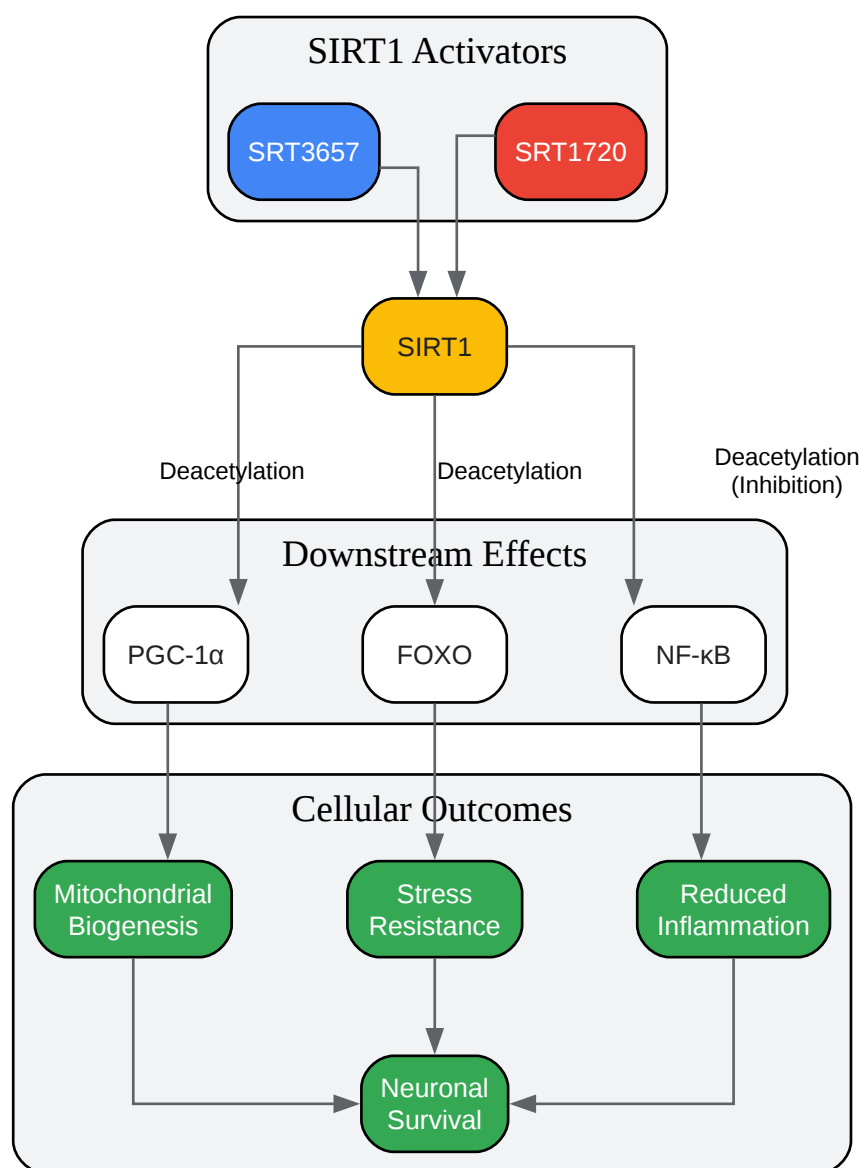 SIRT1 Activators
SRT3657
SRT1720
SIRT1
Deacetylation
Deacetylation
Deacetylation
(Inhibition)
Downstream Effects
PGC-1α
FOXO
NF-κB
Cellular Outcomes
Mitochondrial
Biogenesis
Stress
Resistance
Reduced
Inflammation
Neuronal
Survival